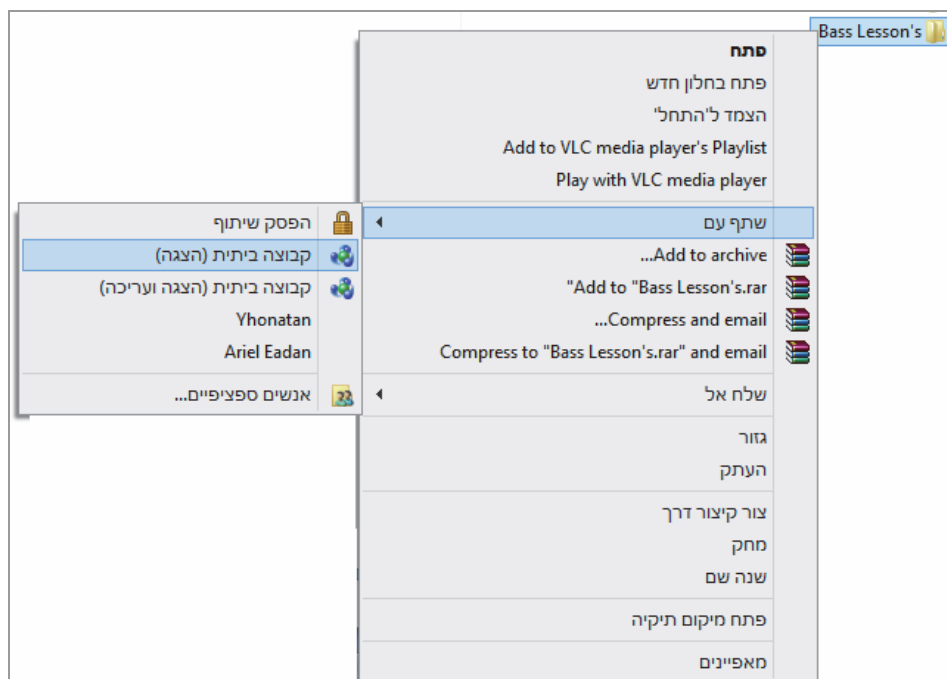 Bass Lesson's
פתח
פתח בחלון חדש
הצמד ל'התחל'
Add to VLC media player's Playlist
Play with VLC media player
שתף עם
Add to archive...
Add to "Bass Lesson's.rar"
Compress and email...
Compress to "Bass Lesson's.rar" and email
שלח אל
גזור
העתק
צור קיצור דרך
מחק
שנה שם
פתח מיקום תיקיה
מאפיינים
הפסק שיתוף
קבוצה ביתית (הצגה)
קבוצה ביתית (הצגה ועריכה)
Yhonatan
Ariel Eadan
אנשים ספציפיים...